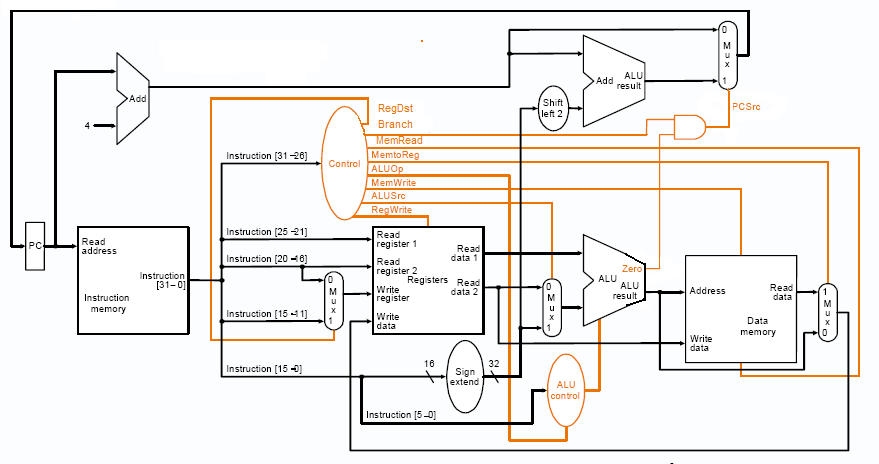 0
M
u
x
1
Add
ALU
result
Add
4
Shift
left 2
PCSrc
RegDst
Branch
MemRead
MemtoReg
ALUOp
MemWrite
ALUSrc
RegWrite
Control
Instruction [31–26]
Instruction [25–21]
Instruction [20–16]
Instruction [15–11]
Instruction [15–0]
Instruction [5–0]
PC
Read
address
Instruction
[31–0]
Instruction
memory
0
M
u
x
1
Read
register 1
Read
register 2
Write
register
Write
data
Registers
Read
data 1
Read
data 2
0
M
u
x
1
Zero
ALU
ALU
result
Address
Write
data
Read
data
Data
memory
1
M
u
x
0
16
Sign
extend
32
ALU
control